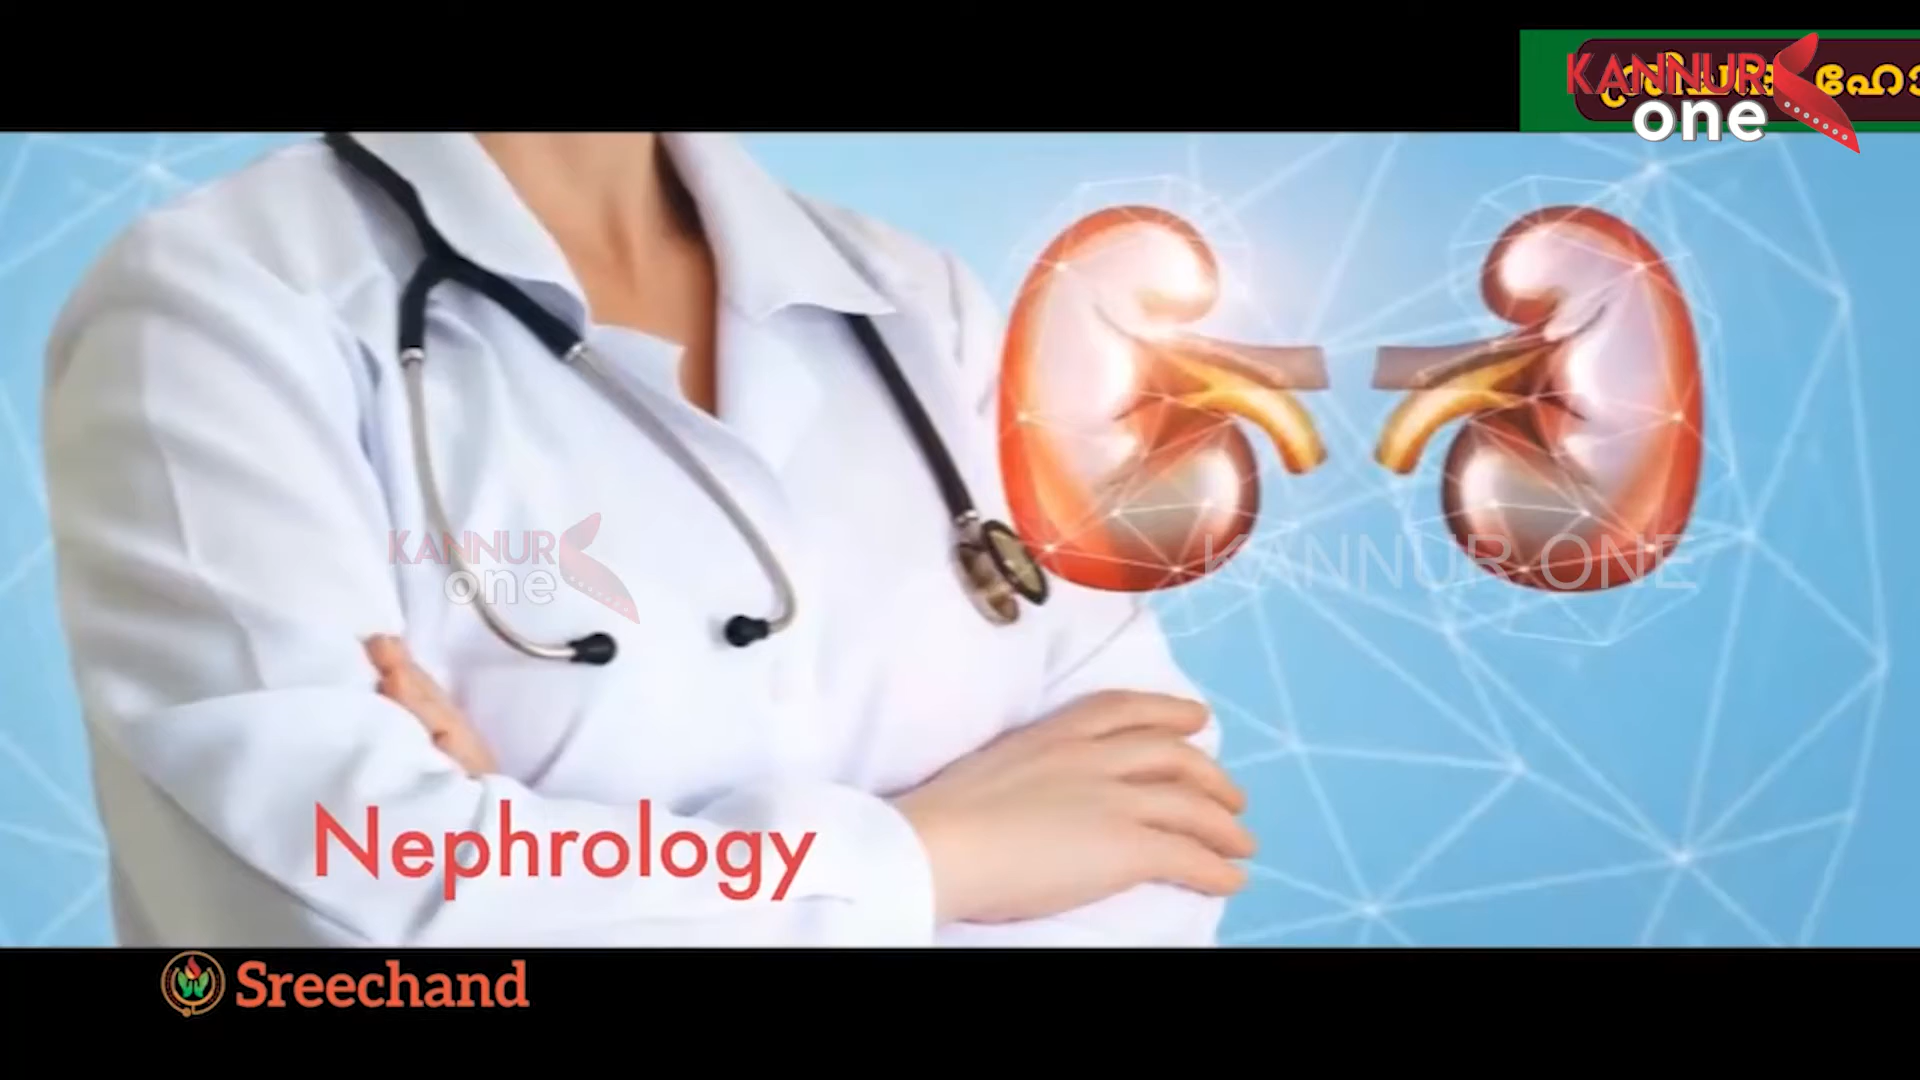 KANNUR
one
ഹോ
KANNUR
one
KANNUR ONE
Nephrology
Sreechand